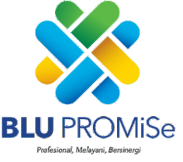 BLU PROMiSe
Profesional, Melayani, Bersinergi